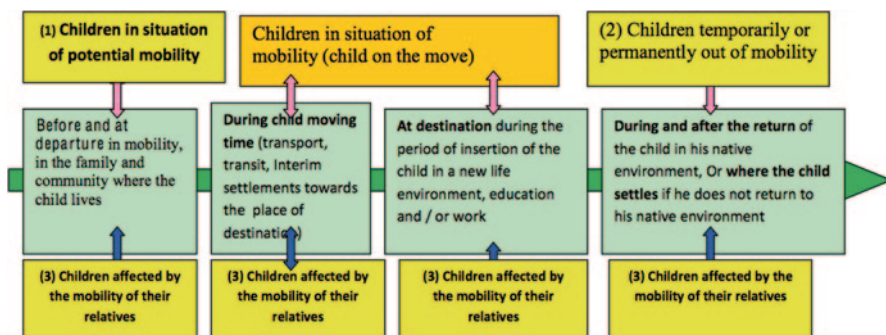 (1) Children in situation
of potential mobility
Children in situation of
mobility (child on the move)
(2) Children temporarily or
permanently out of mobility
Before and at
departure in mobility,
in the family and
community where the
child lives
During child moving
time (transport,
transit, Interim
settlements towards
the place of
destination)
At destination during the
period of insertion of the
child in a new life
environment, education
and / or work
During and after the return of
the child in his native
environment, Or where the child
settles if he does not return to
his native environment
(3) Children affected by
the mobility of their
relatives
(3) Children affected by
the mobility of their
relatives
(3) Children affected by
the mobility of their
relatives
(3) Children affected by the
mobility of their relatives